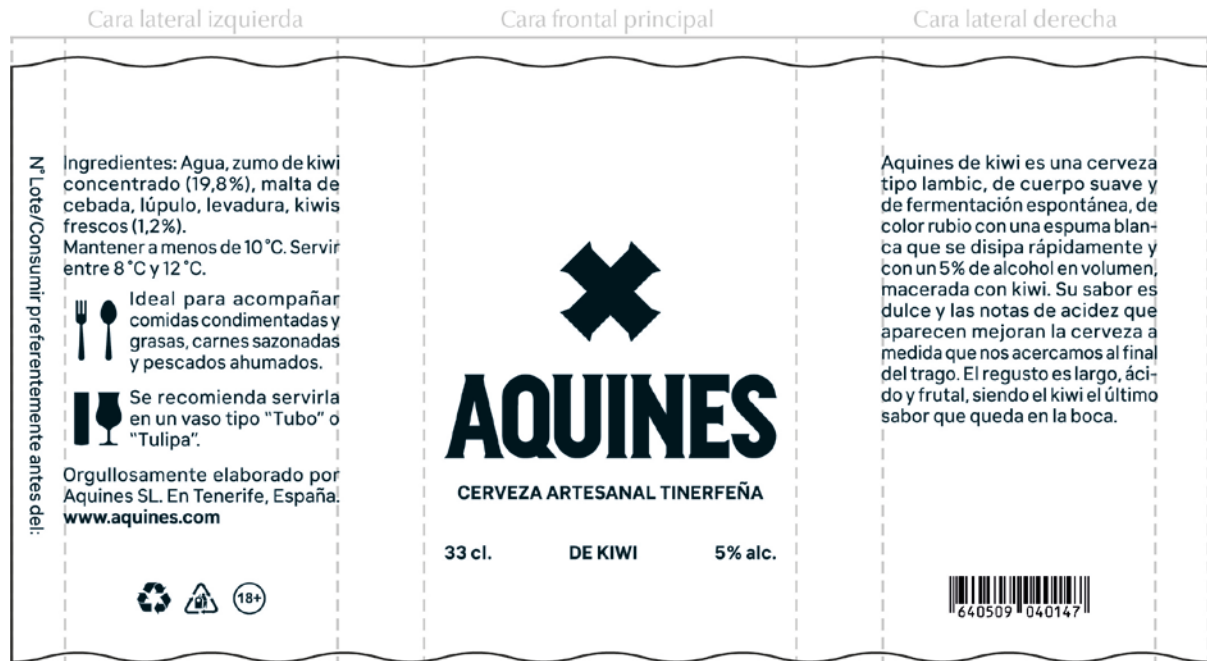 Cara lateral izquierda
Cara frontal principal
Cara lateral derecha
N° Lote/Consumir preferentemente antes del:
Ingredientes: Agua, zumo de kiwi
concentrado (19,8%), malta de
cebada, lúpulo, levadura, kiwis
frescos (1,2%).
Mantener a menos de 10 °C. Servir
entre 8 °C y 12 °C.
Ideal para acompañar
comidas condimentadas y
grasas, carnes sazonadas
y pescados ahumados.
Se recomienda servirla
en un vaso tipo “Tubo” o
“Tulipa”.
Orgullosamente elaborado por
Aquines SL. En Tenerife, España.
www.aquines.com
18+
AQUINES
CERVEZA ARTESANAL TINERFEÑA
33 cl.
DE KIWI
5% alc.
Aquines de kiwi es una cerveza
tipo lambic, de cuerpo suave y
de fermentación espontánea, de
color rubio con una espuma blan-
ca que se disipa rápidamente y
con un 5% de alcohol en volumen,
macerada con kiwi. Su sabor es
dulce y las notas de acidez que
aparecen mejoran la cerveza a
medida que nos acercamos al final
del trago. El regusto es largo, áci-
do y frutal, siendo el kiwi el último
sabor que queda en la boca.
640509 040147